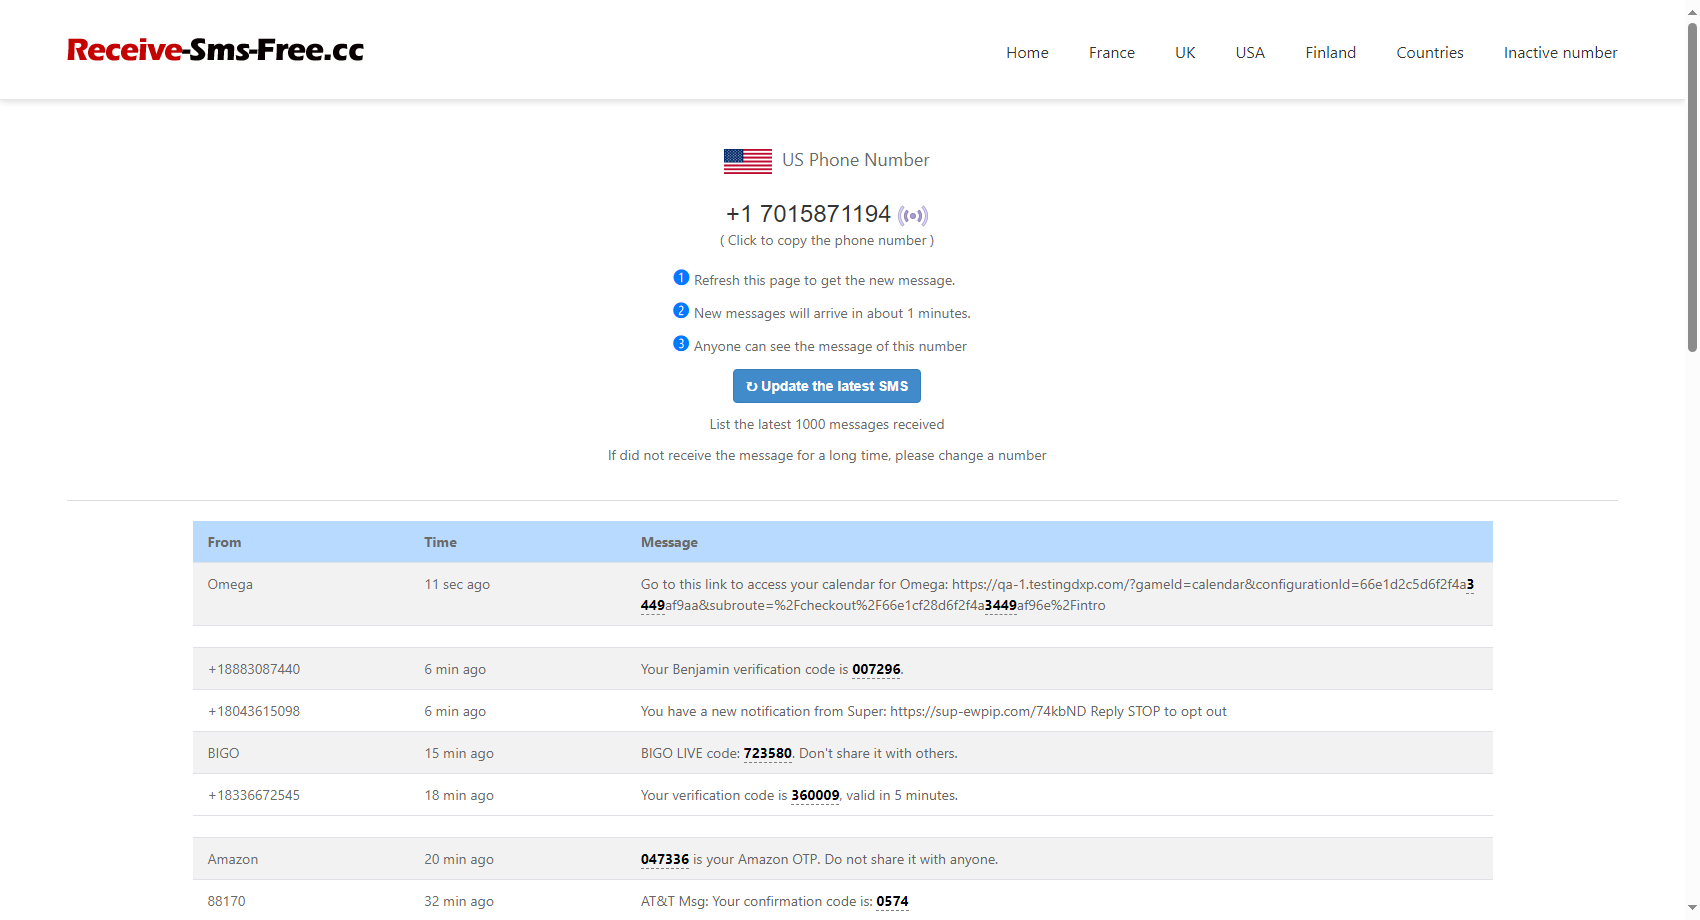 Receive-Sms-Free.cc
Home France UK USA Finland Countries Inactive number
US Phone Number
+1 7015871194
( Click to copy the phone number )
1 Refresh this page to get the new message.
2 New messages will arrive in about 1 minutes.
3 Anyone can see the message of this number
↻ Update the latest SMS
List the latest 1000 messages received
If did not receive the message for a long time, please change a number
From Time Message
Omega 11 sec ago Go to this link to access your calendar for Omega: https://qa-1.testingdxp.com/?gameId=calendar&configurationId=66e1d2c5d6f2f4a3
449af9aa&subroute=%2Fcheckout%2F66e1cf28d6f2f4a3449af96e%2Fintro
+18883087440 6 min ago Your Benjamin verification code is 007296.
+18043615098 6 min ago You have a new notification from Super: https://sup-ewpip.com/74kbND Reply STOP to opt out
BIGO 15 min ago BIGO LIVE code: 723580. Don't share it with others.
+18336672545 18 min ago Your verification code is 360009, valid in 5 minutes.
Amazon 20 min ago 047336 is your Amazon OTP. Do not share it with anyone.
88170 32 min ago AT&T Msg: Your confirmation code is: 0574